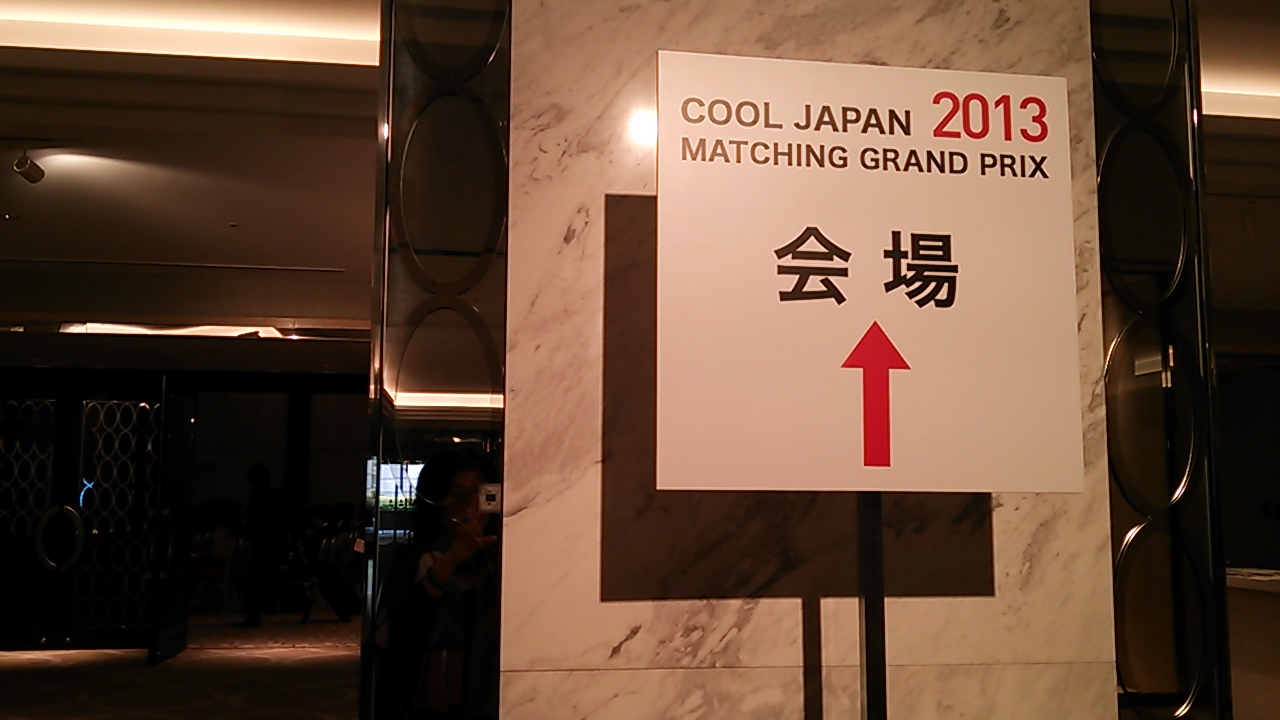 COOL JAPAN 2013
MATCHING GRAND PRIX
会場